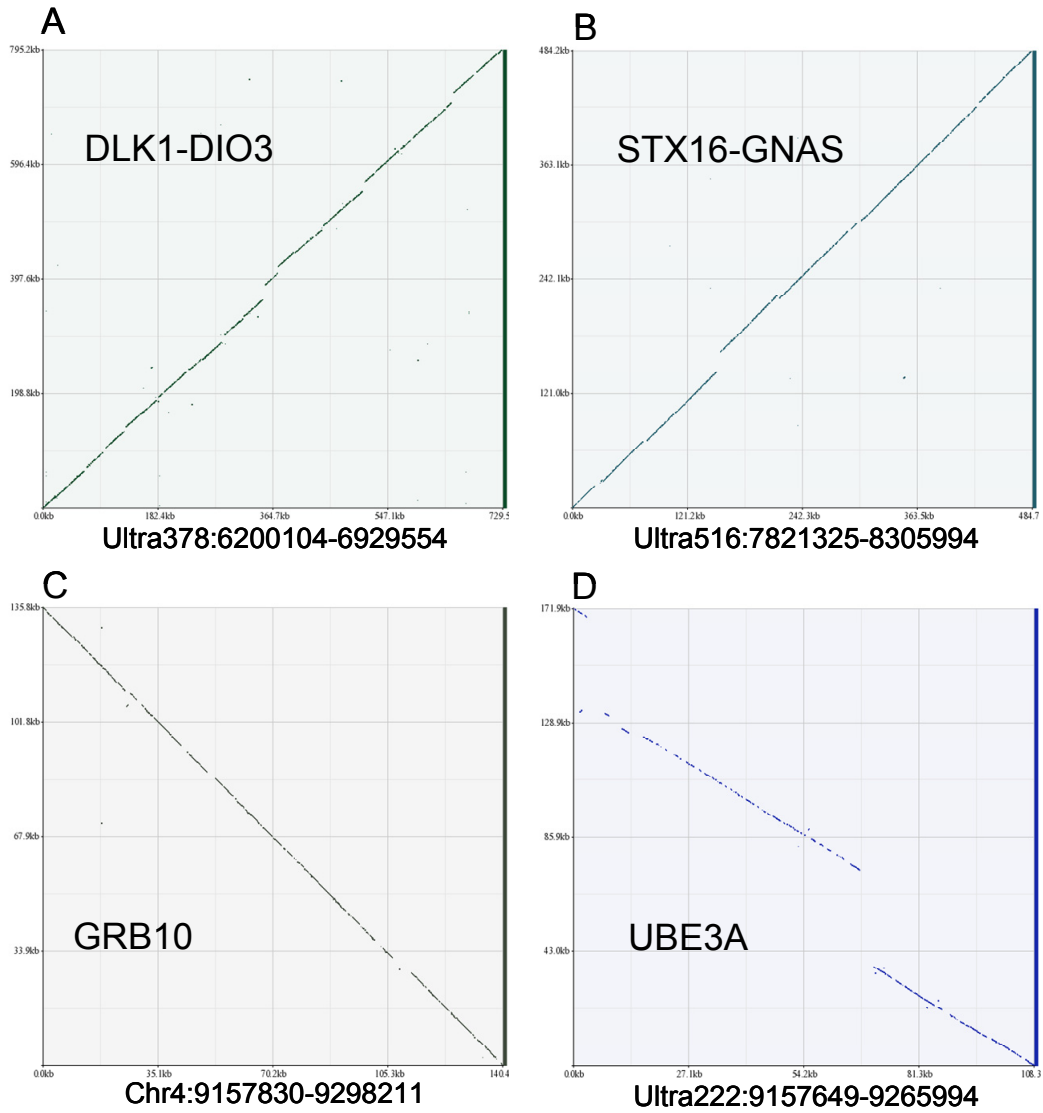 A
B
795.2kb
596.4kb
397.6kb
198.8kb
DLK1-DIO3
0.0kb 182.4kb 364.7kb 547.1kb 729.5
Ultra378:6200104-6929554
484.2kb
363.1kb
242.1kb
121.0kb
STX16-GNAS
0.0kb 121.2kb 242.3kb 363.5kb 484.7
Ultra516:7821325-8305994
C
D
135.8kb
101.8kb
67.9kb
33.9kb
GRB10
0.0kb 35.1kb 70.2kb 105.3kb 140.4
Chr4:9157830-9298211
171.9kb
128.9kb
85.9kb
43.0kb
UBE3A
0.0kb 27.1kb 54.2kb 81.3kb 108.3
Ultra222:9157649-9265994